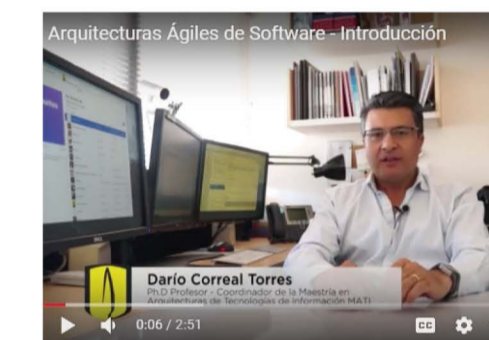 Arquitecturas Ágiles de Software - Introducción
Darío Correal Torres
Ph.D Profesor - Coordinador de la Maestría en
Arquitecturas de Tecnologías de Información MATI
0:06 / 2:51
CC